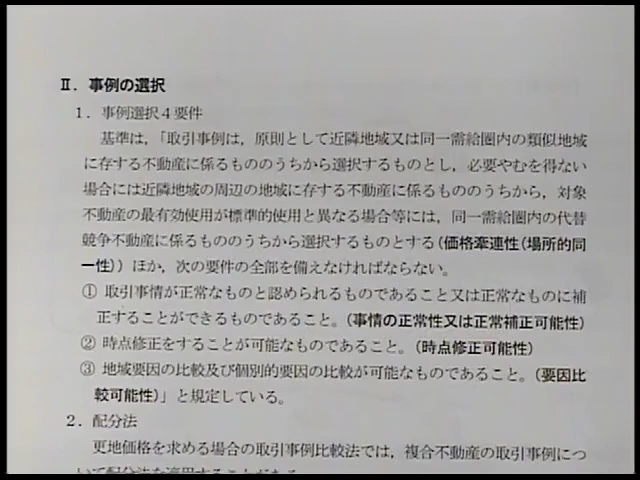 Ⅱ．事例の選択
1．事例選択4要件
基準は，「取引事例は，原則として近隣地域又は同一需給圏内の類似地域
に存する不動産に係るもののうちから選択するものとし，必要やむを得ない
場合には近隣地域の周辺の地域に存する不動産に係るもののうちから，対象
不動産の最有効使用が標準的使用と異なる場合等には，同一需給圏内の代替
競争不動産に係るもののうちから選択するものとする(価格牽連性(場所的同
一性)）ほか，次の要件の全部を備えなければならない。
① 取引事情が正常なものと認められるものであること又は正常なものに補
正することができるものであること。（事情の正常性又は正常補正可能性）
② 時点修正をすることが可能なものであること。（時点修正可能性）
③ 地域要因の比較及び個別的要因の比較が可能なものであること。（要因比
較可能性）」と規定している。
2．配分法
更地価格を求める場合の取引事例比較法では，複合不動産の取引事例につ
いて配分法を適用することがある